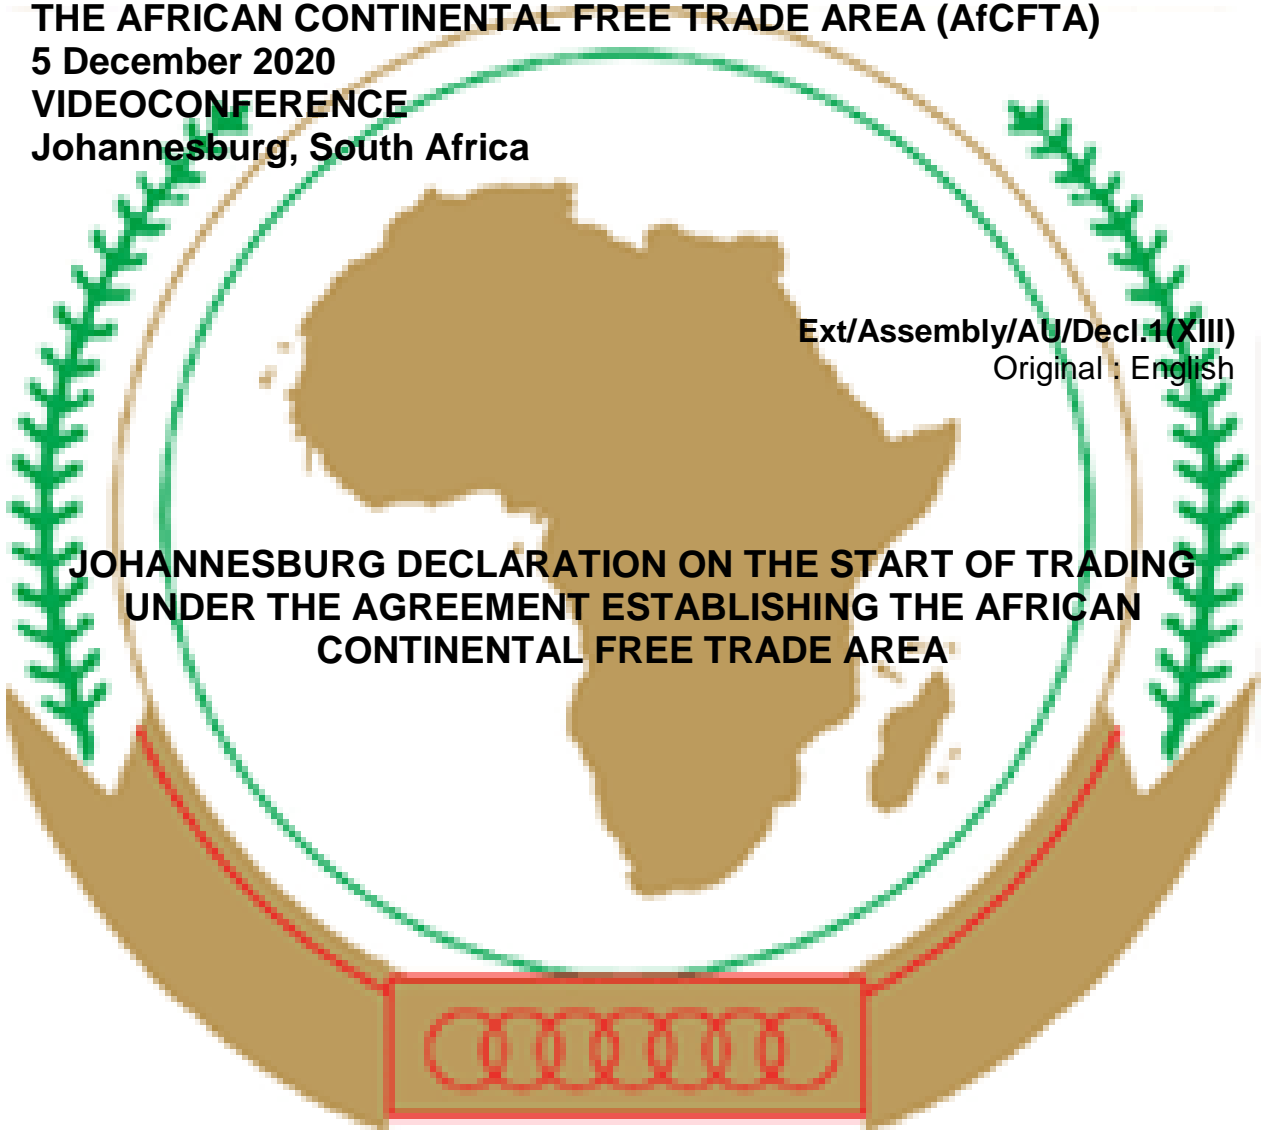 THE AFRICAN CONTINENTAL FREE TRADE AREA (AfCFTA)
5 December 2020
VIDEOCONFERENCE
Johannesburg, South Africa
Ext/Assembly/AU/Decl.1(XIII)
Original : English
JOHANNESBURG DECLARATION ON THE START OF TRADING
UNDER THE AGREEMENT ESTABLISHING THE AFRICAN
CONTINENTAL FREE TRADE AREA